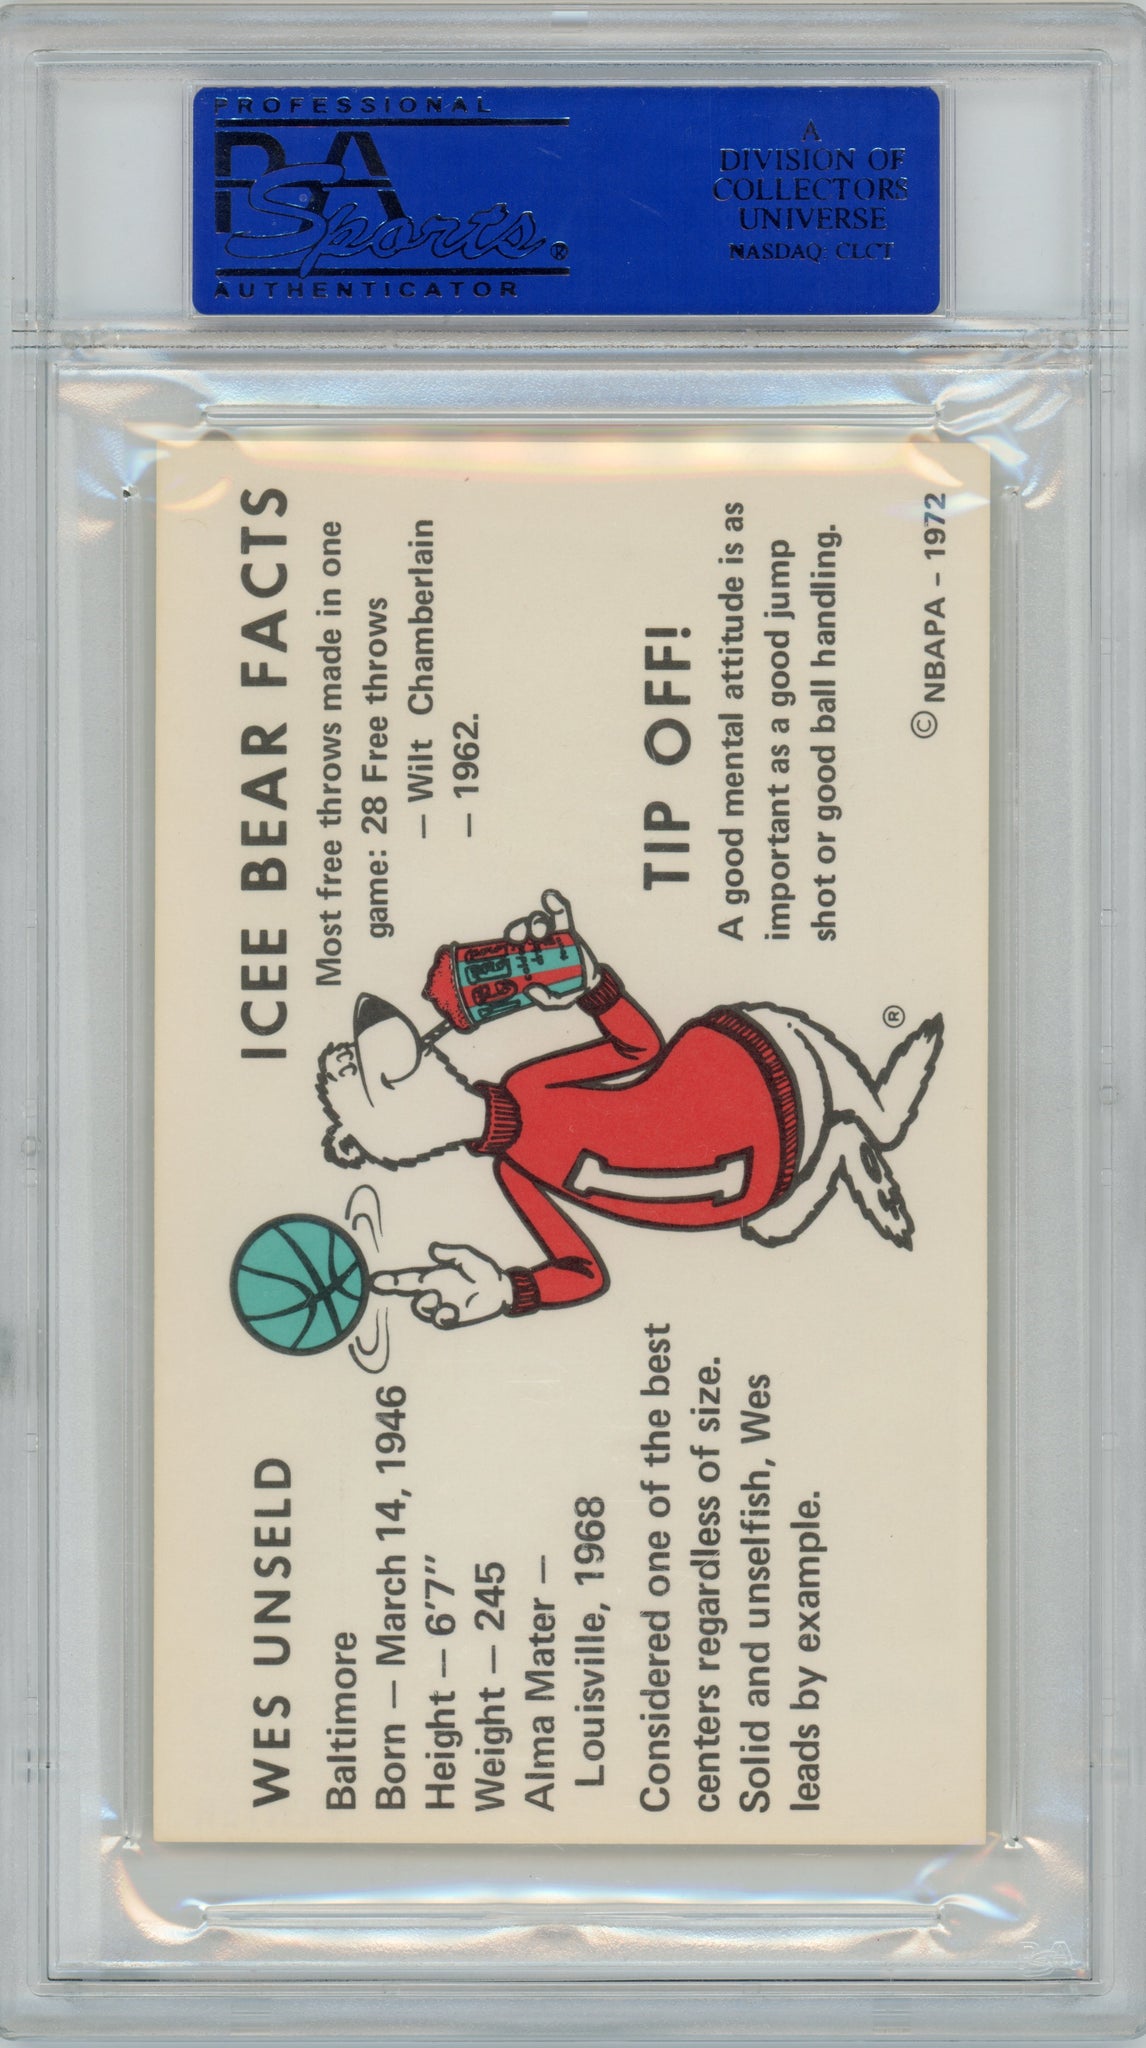 PROFESSIONAL
PSA
Sports®
AUTHENTICATOR
A
DIVISION OF
COLLECTORS
UNIVERSE
NASDAQ: CLCT
WES UNSELD
Baltimore
Born — March 14, 1946
Height — 6'7''
Weight — 245
Alma Mater —
Louisville, 1968
Considered one of the best
centers regardless of size.
Solid and unselfish, Wes
leads by example.
1
®
ICEE BEAR FACTS
Most free throws made in one
game: 28 Free throws
— Wilt Chamberlain
— 1962.
TIP OFF!
A good mental attitude is as
important as a good jump
shot or good ball handling.
© NBAPA – 1972
PSA